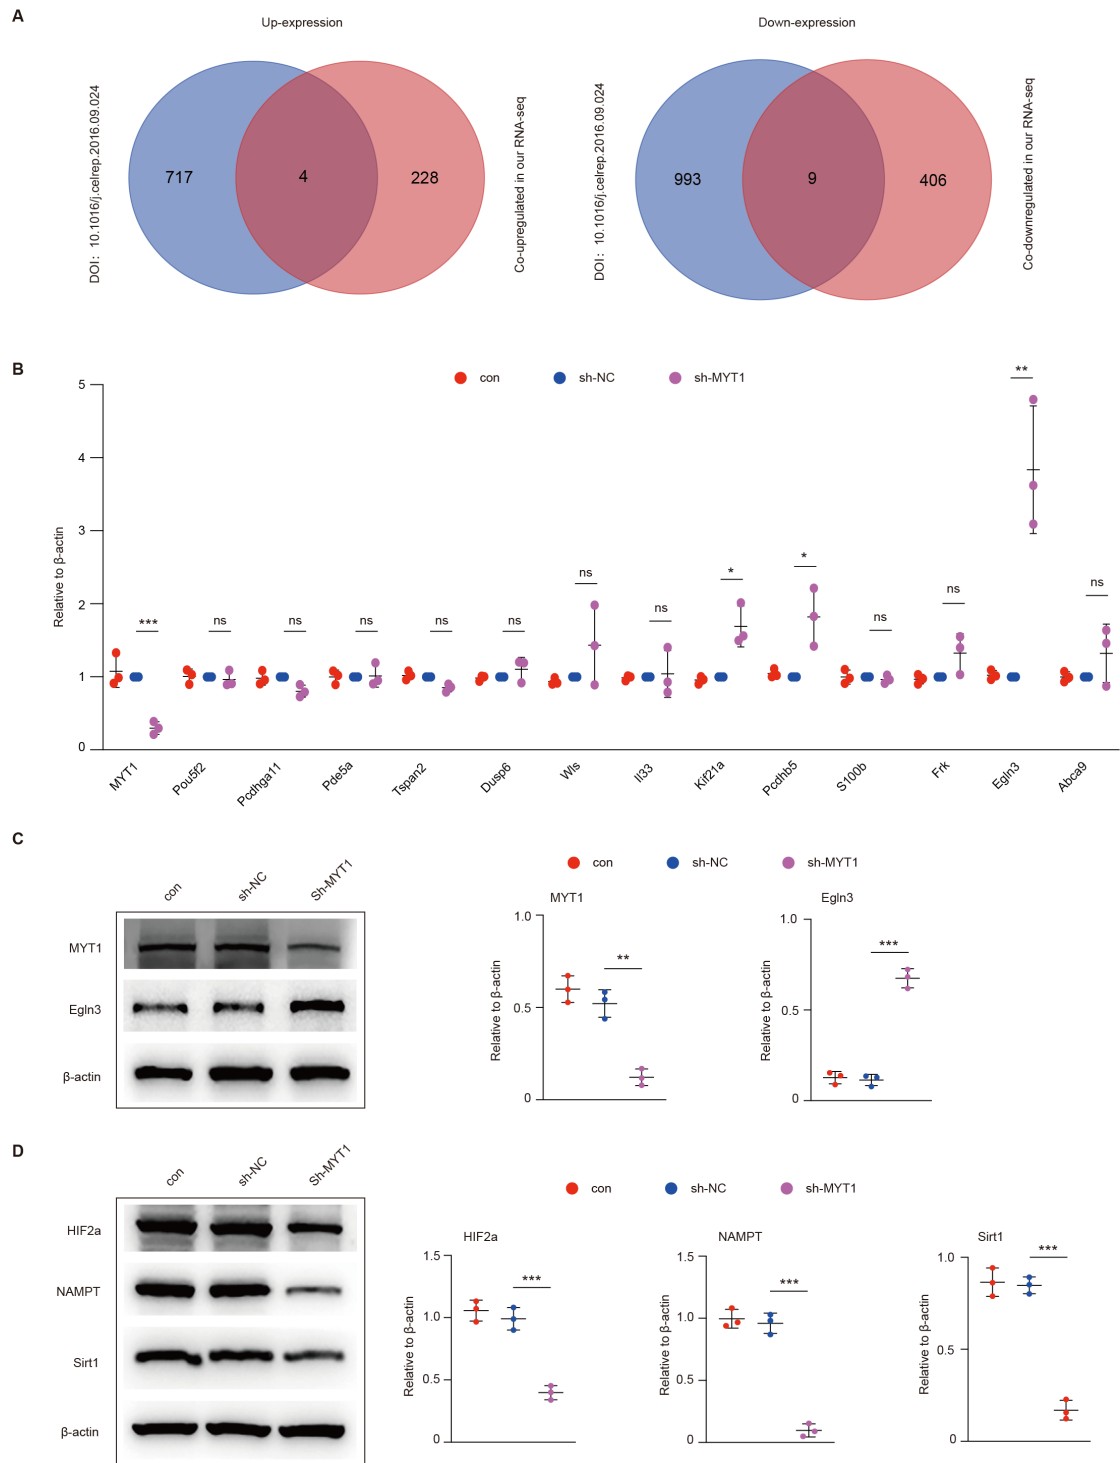 A
Up-expression
Down-expression
DOI: 10.1016/j.celrep.2016.09.024
717
4
228
Co-upregulated in our RNA-seq
DOI: 10.1016/j.celrep.2016.09.024
993
9
406
Co-downregulated in our RNA-seq
B
con
sh-NC
sh-MYT1
Relative to β-actin
5
4
3
2
1
0
***
ns
ns
ns
ns
ns
ns
ns
*
*
ns
ns
**
ns
MYT1
Pou5f2
Pcdhga11
Pde5a
Tspan2
Dusp6
Wls
Il33
Kif21a
Pcdhb5
S100b
Frk
Egln3
Abca9
C
con
sh-NC
Sh-MYT1
MYT1
Egln3
β-actin
con
sh-NC
sh-MYT1
MYT1
Relative to β-actin
1.0
0.5
0
**
Egln3
Relative to β-actin
1.0
0.5
0
***
D
con
sh-NC
Sh-MYT1
HIF2a
NAMPT
Sirt1
β-actin
con
sh-NC
sh-MYT1
HIF2a
Relative to β-actin
1.5
1.0
0.5
0
***
NAMPT
Relative to β-actin
1.5
1.0
0.5
0
***
Sirt1
Relative to β-actin
1.0
0.5
0
***